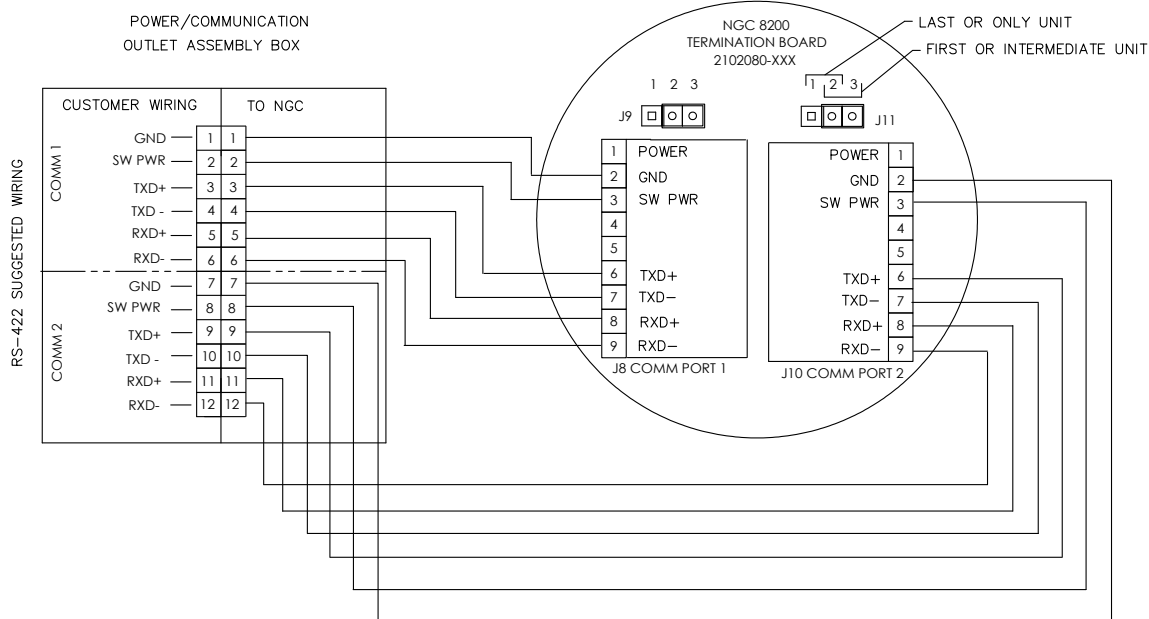 POWER/COMMUNICATION
OUTLET ASSEMBLY BOX
NGC 8200
TERMINATION BOARD
2102080-XXX
LAST OR ONLY UNIT
FIRST OR INTERMEDIATE UNIT
1 2 3
J9
1 2 3
J11
RS-422 SUGGESTED WIRING
CUSTOMER WIRING TO NGC
COMM 1
GND 1 1
SW PWR 2 2
TXD+ 3 3
TXD - 4 4
RXD+ 5 5
RXD- 6 6
COMM 2
GND 7 7
SW PWR 8 8
TXD+ 9 9
TXD - 10 10
RXD+ 11 11
RXD- 12 12
1 POWER
2 GND
3 SW PWR
4
5
6 TXD+
7 TXD-
8 RXD+
9 RXD-
J8 COMM PORT 1
POWER 1
GND 2
SW PWR 3
4
5
TXD+ 6
TXD- 7
RXD+ 8
RXD- 9
J10 COMM PORT 2